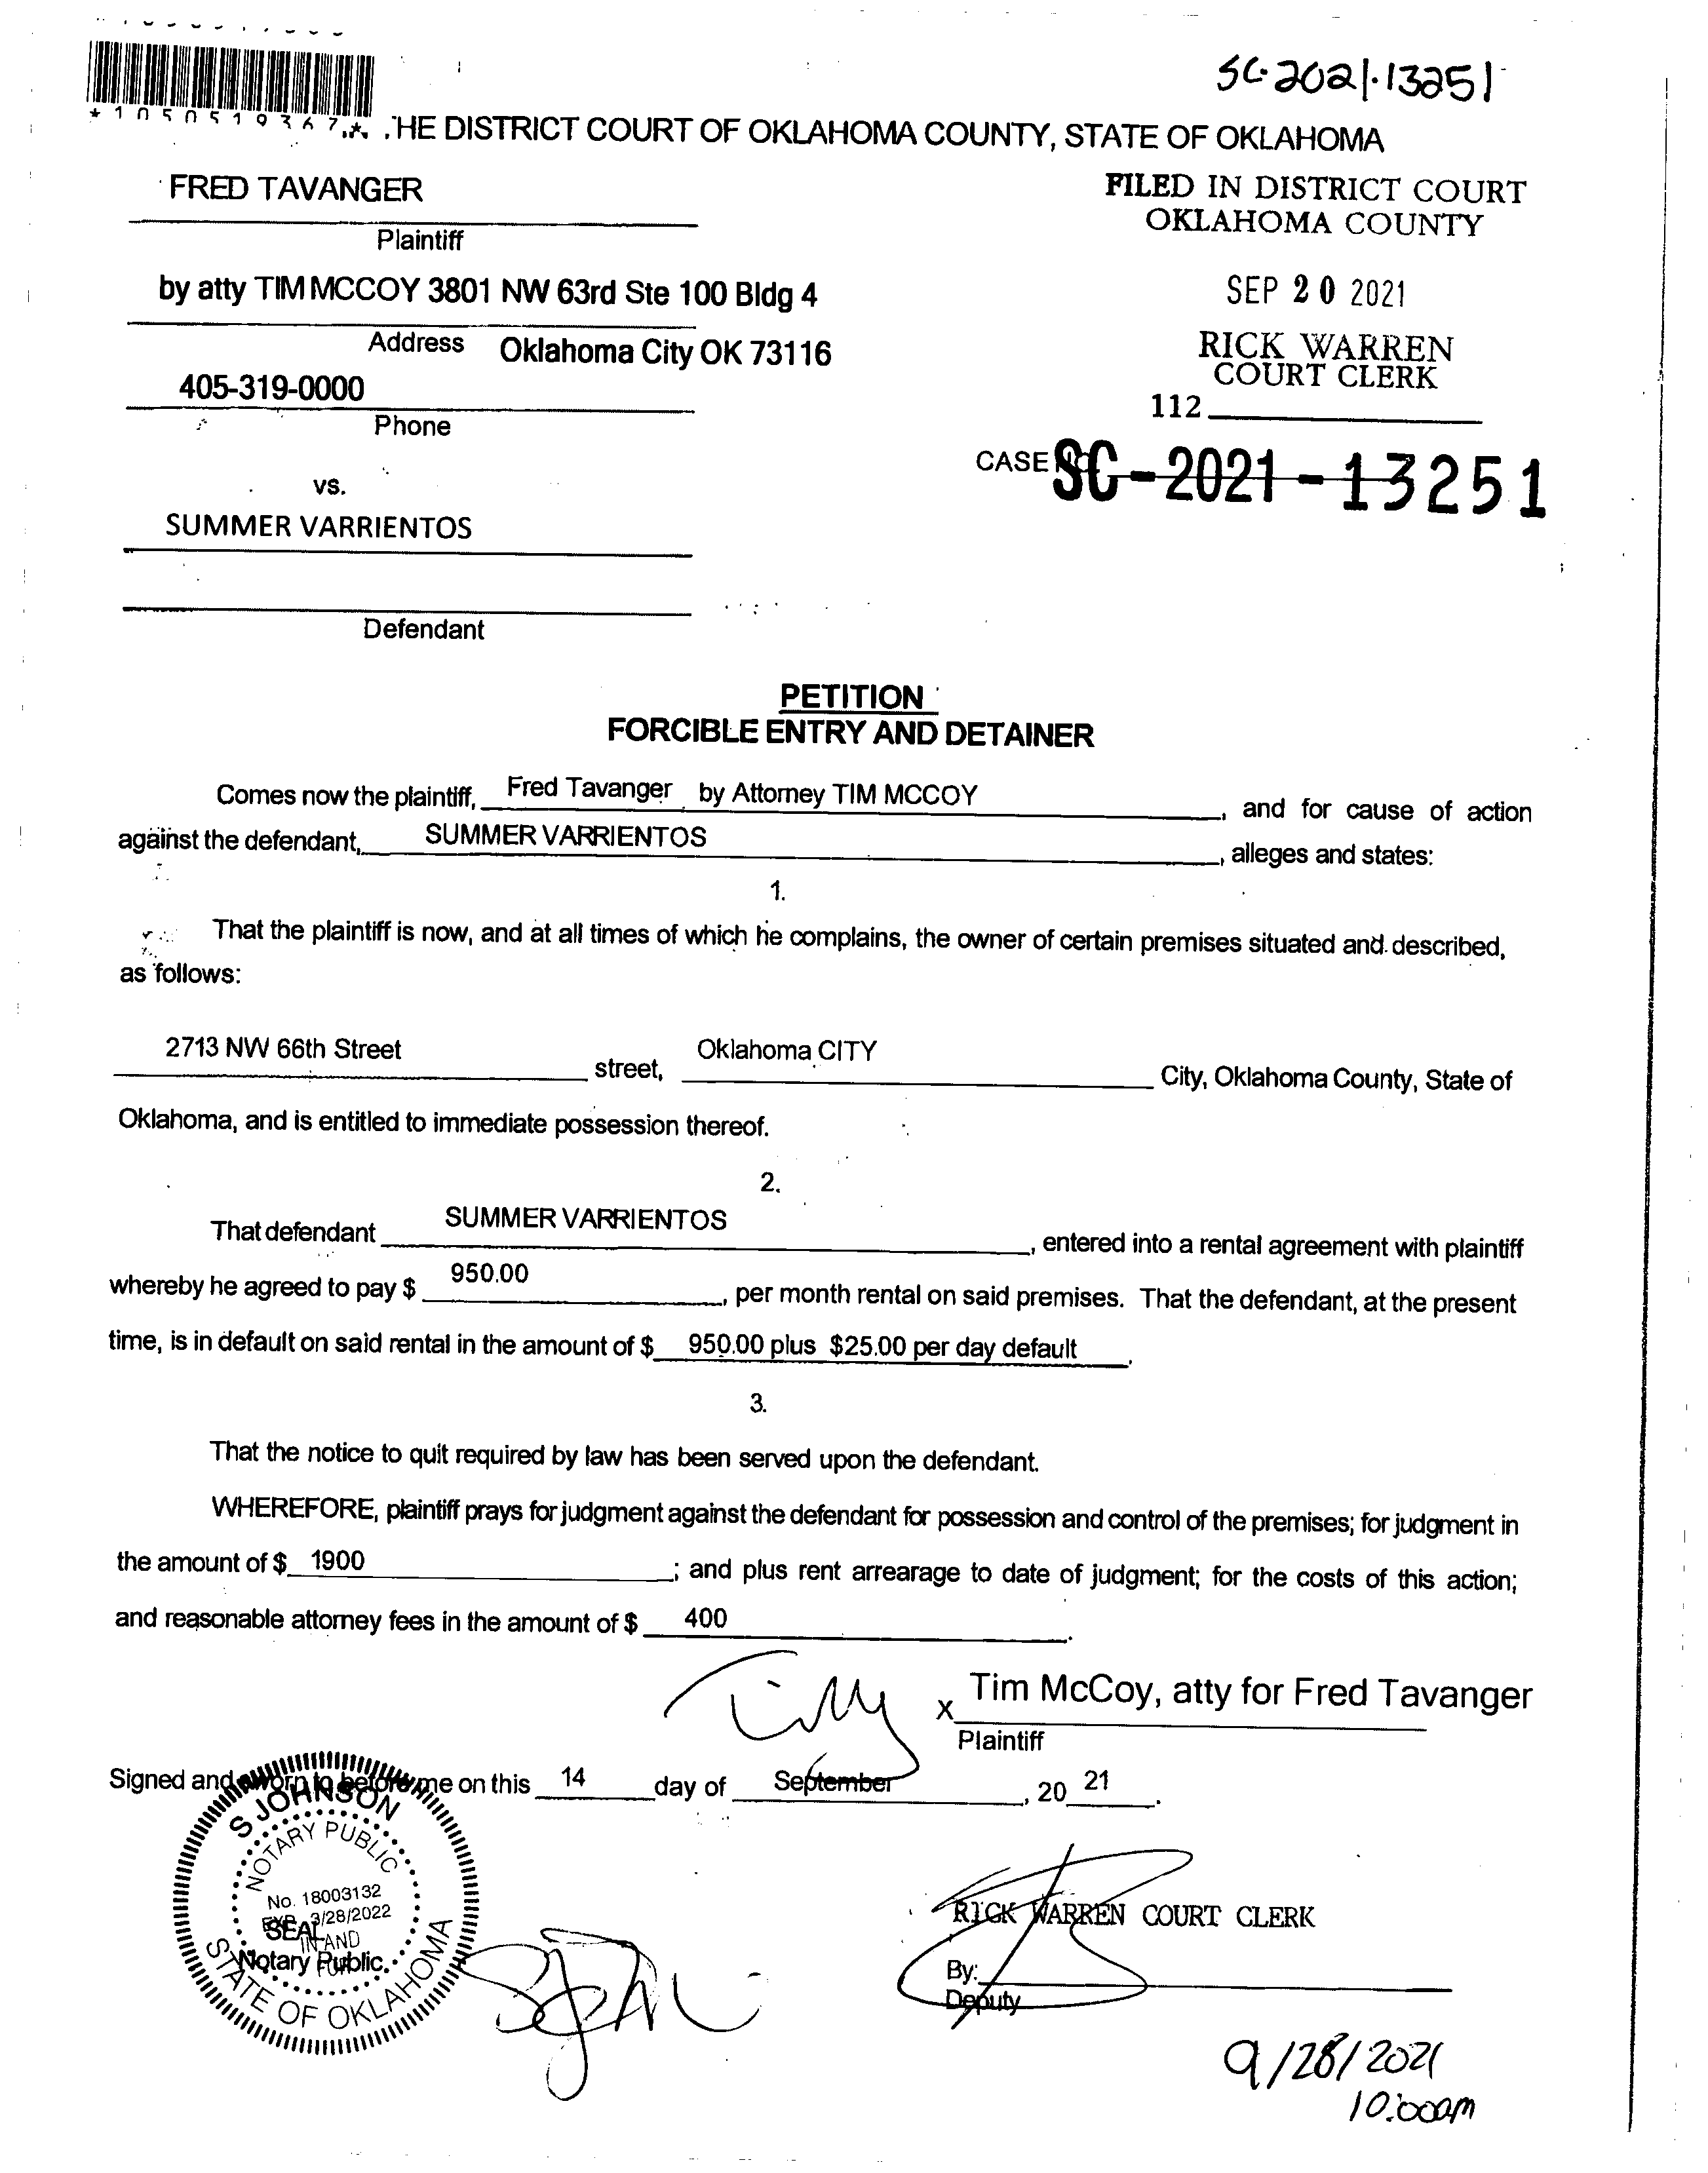 SC-2021-13251
*1050519367*
.HE DISTRICT COURT OF OKLAHOMA COUNTY, STATE OF OKLAHOMA
FRED TAVANGER
Plaintiff
by atty TIM MCCOY 3801 NW 63rd Ste 100 Bldg 4
Address Oklahoma City OK 73116
405-319-0000
Phone
FILED IN DISTRICT COURT
OKLAHOMA COUNTY
SEP 20 2021
RICK WARREN
COURT CLERK
112
CASE NO SC-2021-13251
vs.
SUMMER VARRIENTOS
Defendant
PETITION
FORCIBLE ENTRY AND DETAINER
Comes now the plaintiff, Fred Tavanger by Attorney TIM MCCOY, and for cause of action
against the defendant, SUMMER VARRIENTOS, alleges and states:
1.
That the plaintiff is now, and at all times of which he complains, the owner of certain premises situated and described,
as follows:
2713 NW 66th Street street, Oklahoma CITY City, Oklahoma County, State of
Oklahoma, and is entitled to immediate possession thereof.
2.
That defendant SUMMER VARRIENTOS, entered into a rental agreement with plaintiff
whereby he agreed to pay $ 950.00, per month rental on said premises. That the defendant, at the present
time, is in default on said rental in the amount of $ 950.00 plus $25.00 per day default.
3.
That the notice to quit required by law has been served upon the defendant.
WHEREFORE, plaintiff prays for judgment against the defendant for possession and control of the premises; for judgment in
the amount of $ 1900; and plus rent arrearage to date of judgment; for the costs of this action;
and reasonable attorney fees in the amount of $ 400.
x Tim McCoy, atty for Fred Tavanger
Plaintiff
Signed and sworn to before me on this 14 day of September, 20 21.
S JOHNSON
NOTARY PUBLIC
No. 18003132
EXP. 3/28/2022
SEAL
IN AND
Notary Public
FOR
STATE OF OKLAHOMA
RICK WARREN COURT CLERK
By:
Deputy
9/28/2021
10:00am